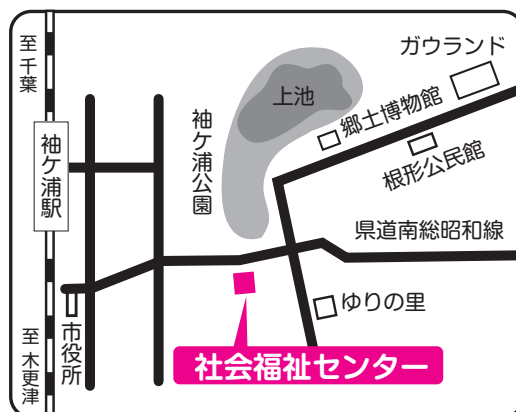 至千葉
袖ケ浦駅
至木更津
市役所
袖ケ浦公園
上池
ガウランド
郷土博物館
根形公民館
県道南総昭和線
ゆりの里
社会福祉センター